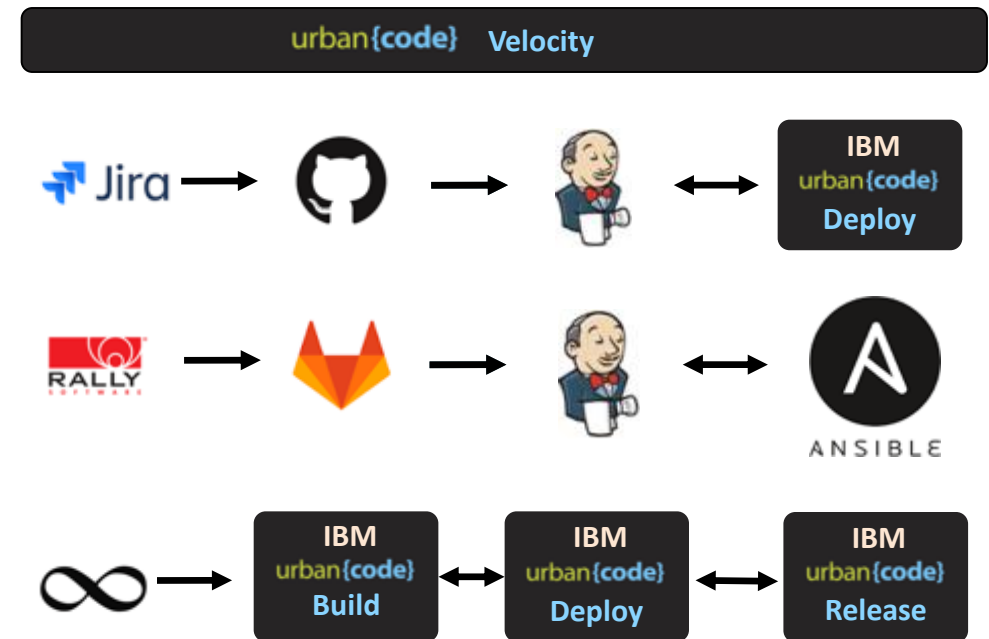 urban{code} Velocity
Jira
IBM
urban{code}
Deploy
RALLY
SOFTWARE
ANSIBLE
IBM
urban{code}
Build
IBM
urban{code}
Deploy
IBM
urban{code}
Release